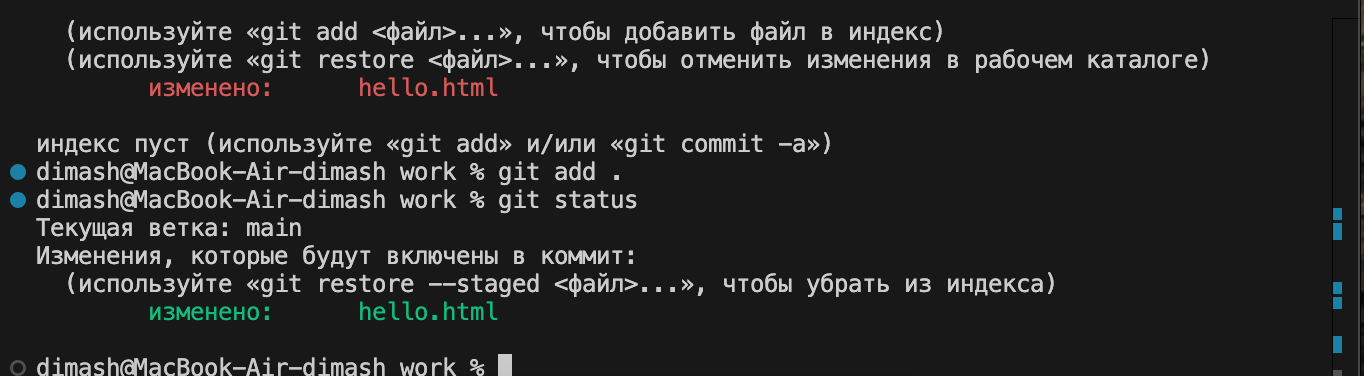 (используйте «git add <файл>...», чтобы добавить файл в индекс)
(используйте «git restore <файл>...», чтобы отменить изменения в рабочем каталоге)
изменено:      hello.html
индекс пуст (используйте «git add» и/или «git commit -a»)
dimash@MacBook-Air-dimash work % git add .
dimash@MacBook-Air-dimash work % git status
Текущая ветка: main
Изменения, которые будут включены в коммит:
(используйте «git restore --staged <файл>...», чтобы убрать из индекса)
изменено:      hello.html
dimash@MacBook-Air-dimash work %